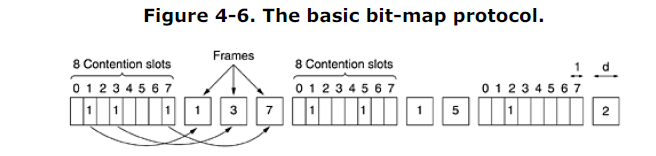 Figure 4-6. The basic bit-map protocol.
Frames
8 Contention slots 8 Contention slots 1 d
0 1 2 3 4 5 6 7 0 1 2 3 4 5 6 7 0 1 2 3 4 5 6 7
1 1 1 1 3 7 1 1 1 5 1 2